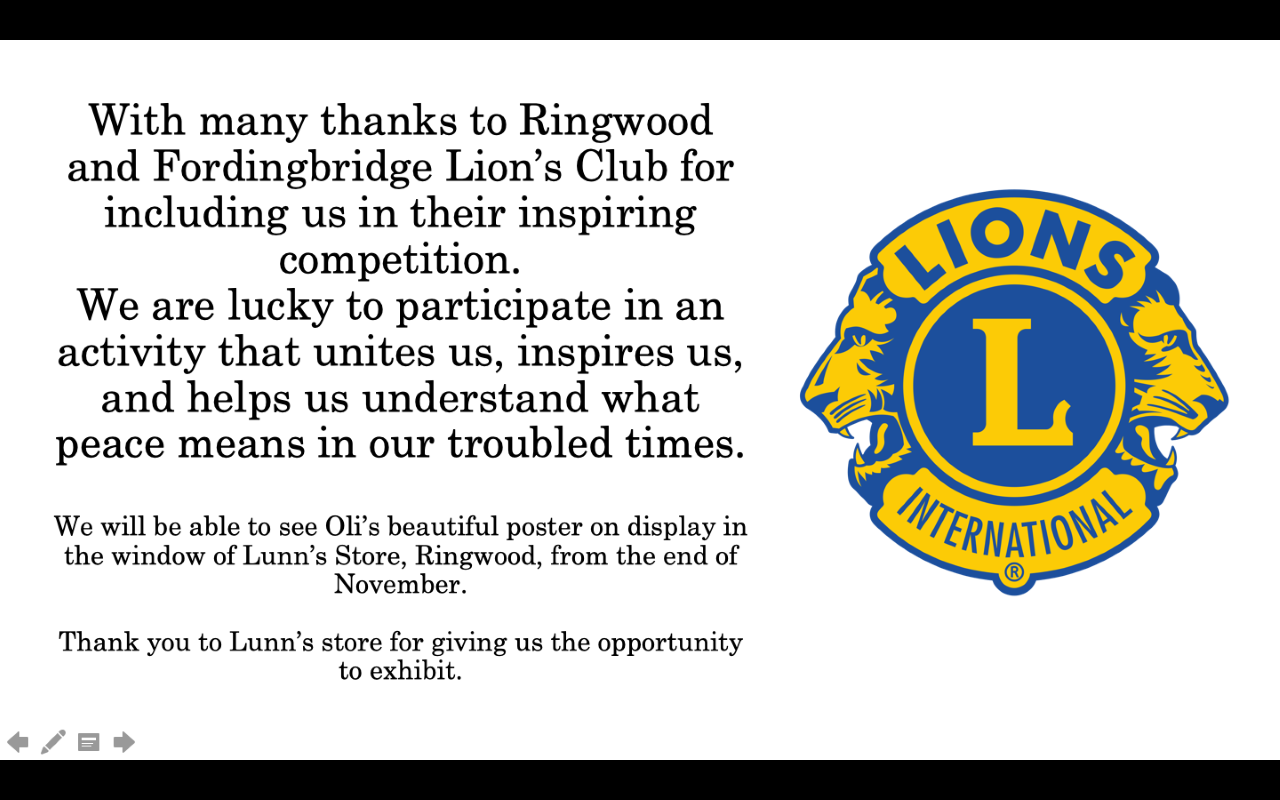 With many thanks to Ringwood
and Fordingbridge Lion’s Club for
including us in their inspiring
competition.
We are lucky to participate in an
activity that unites us, inspires us,
and helps us understand what
peace means in our troubled times.
We will be able to see Oli’s beautiful poster on display in
the window of Lunn’s Store, Ringwood, from the end of
November.
Thank you to Lunn’s store for giving us the opportunity
to exhibit.
LIONS
L
INTERNATIONAL
®